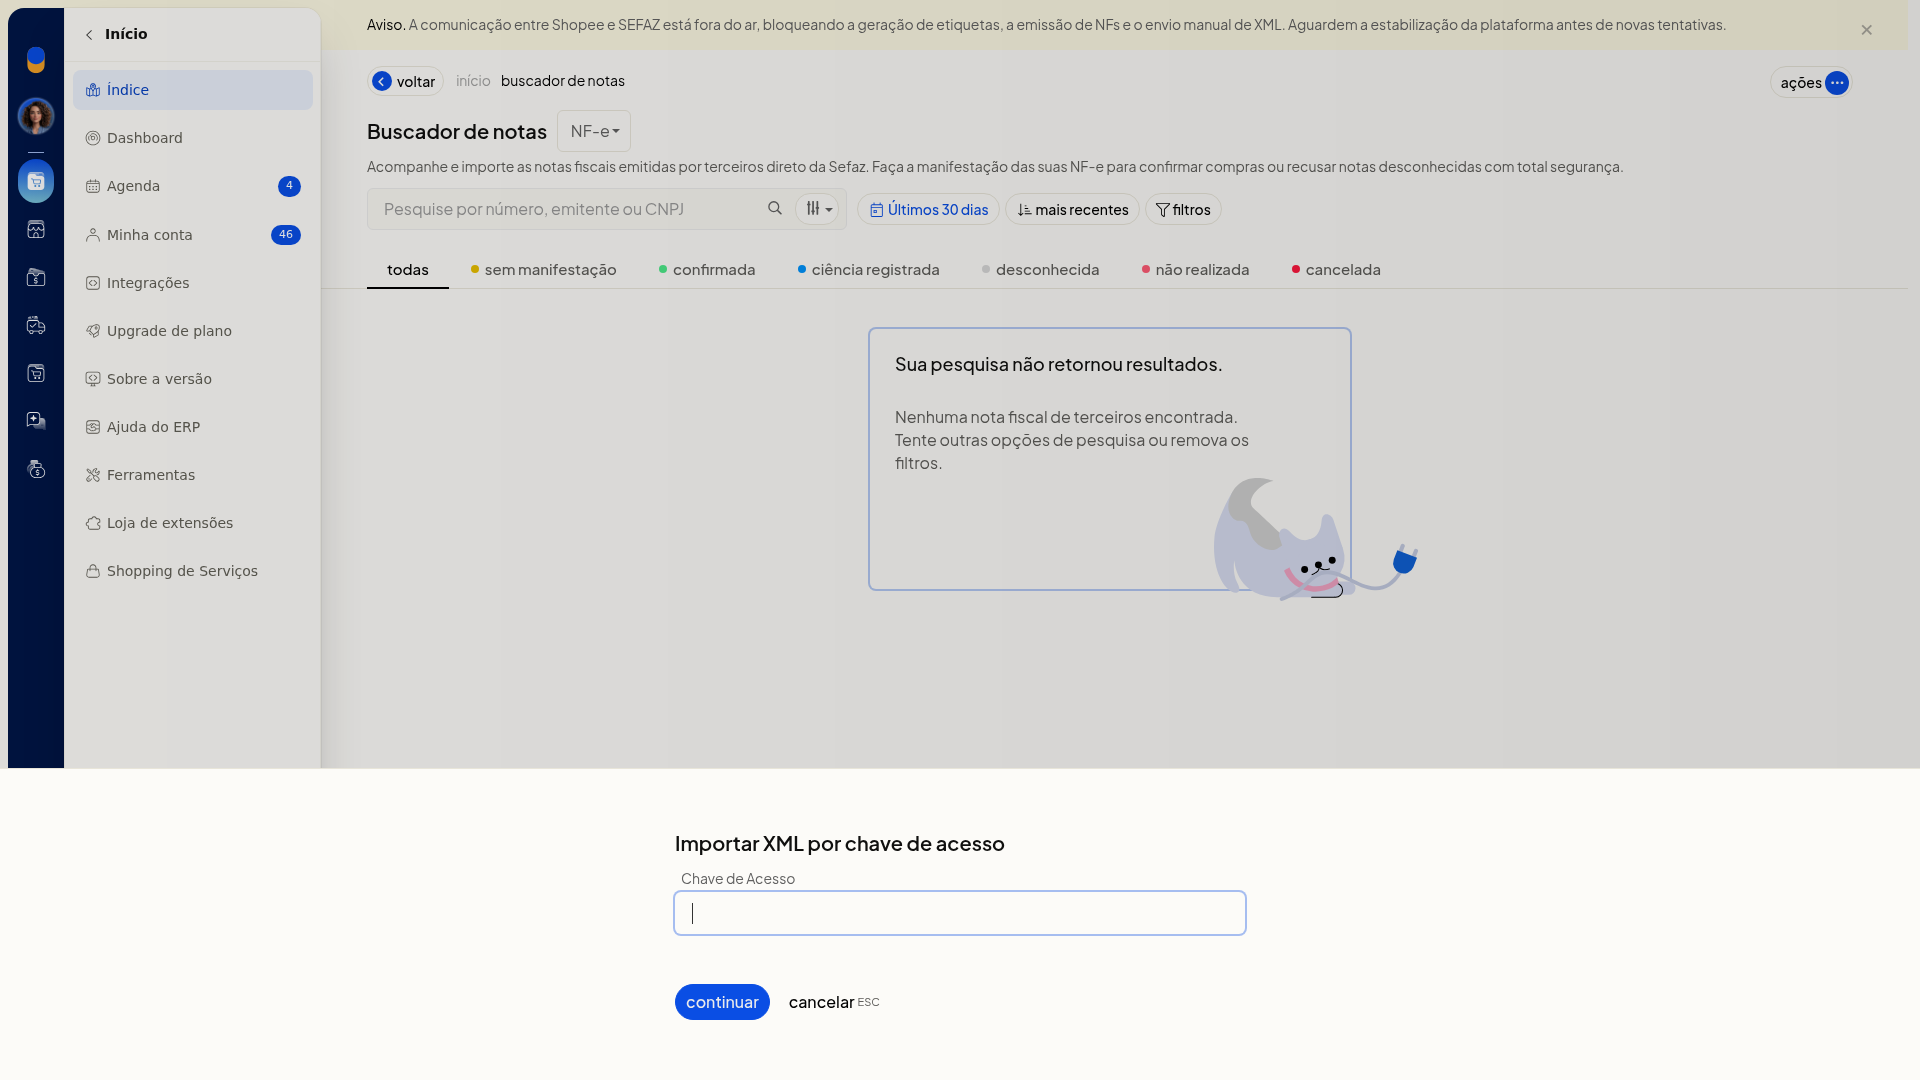 Aviso. A comunicação entre Shopee e SEFAZ está fora do ar, bloqueando a geração de etiquetas, a emissão de NFs e o envio manual de XML. Aguardem a estabilização da plataforma antes de novas tentativas.
Início
Índice
Dashboard
Agenda 4
Minha conta 46
Integrações
Upgrade de plano
Sobre a versão
Ajuda do ERP
Ferramentas
Loja de extensões
Shopping de Serviços
voltar início buscador de notas
ações
Buscador de notas NF-e
Acompanhe e importe as notas fiscais emitidas por terceiros direto da Sefaz. Faça a manifestação das suas NF-e para confirmar compras ou recusar notas desconhecidas com total segurança.
Pesquise por número, emitente ou CNPJ Últimos 30 dias mais recentes filtros
todas sem manifestação confirmada ciência registrada desconhecida não realizada cancelada
Sua pesquisa não retornou resultados.
Nenhuma nota fiscal de terceiros encontrada.
Tente outras opções de pesquisa ou remova os
filtros.
Importar XML por chave de acesso
Chave de Acesso
continuar cancelar ESC